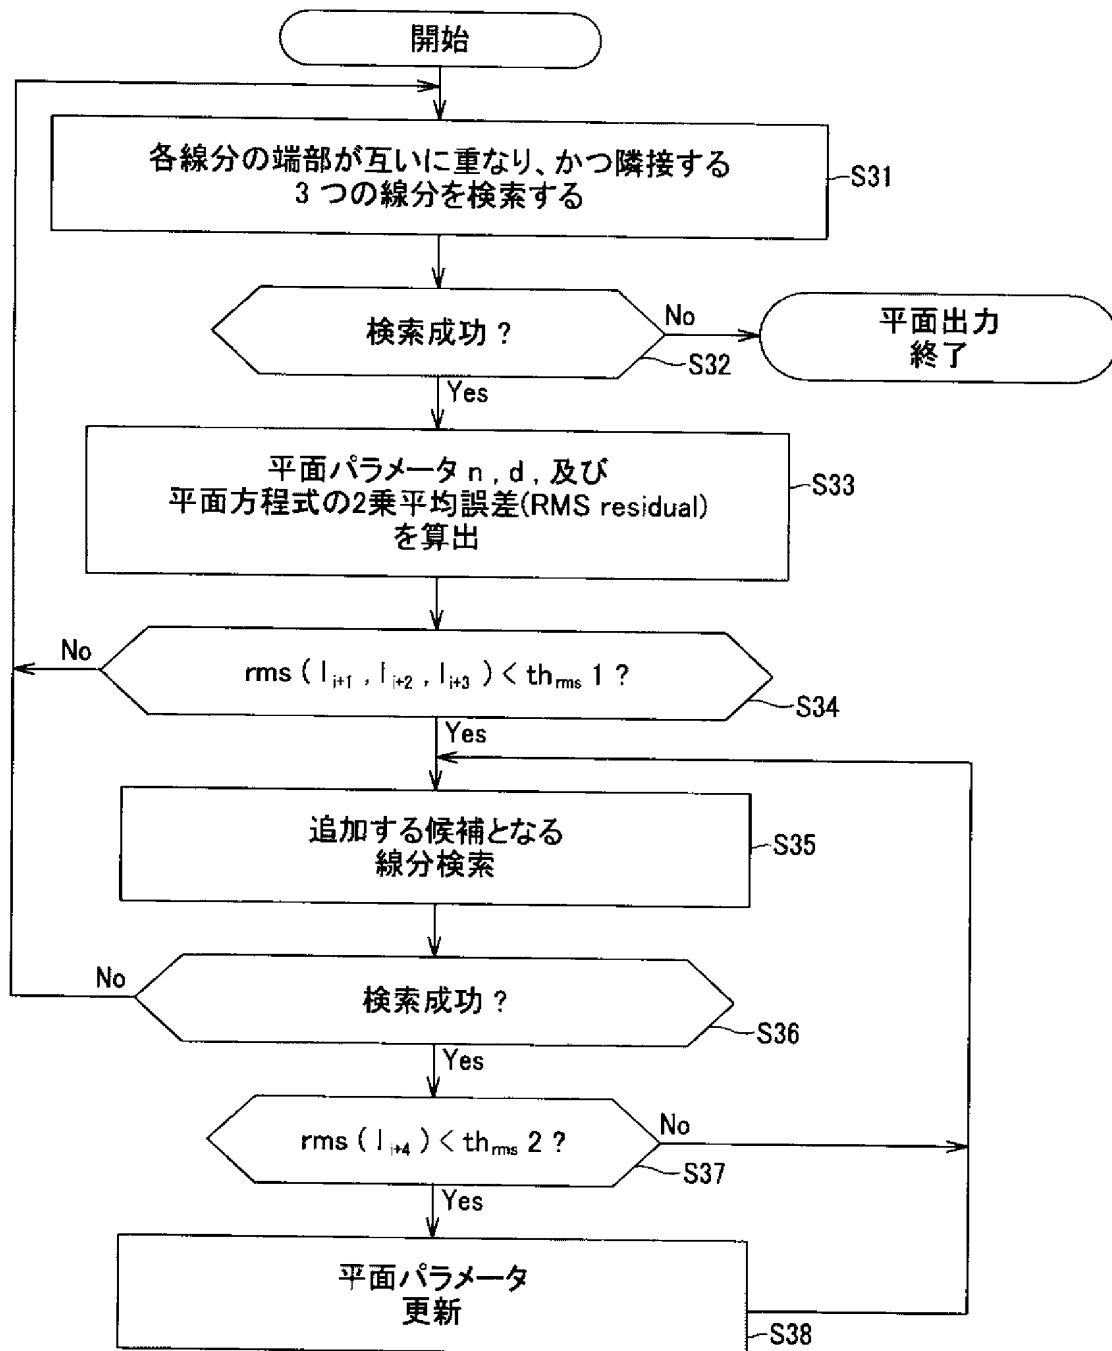 開始
各線分の端部が互いに重なり、かつ隣接する
3つの線分を検索する
S31
検索成功？
No
S32
平面出力
終了
Yes
平面パラメータ n , d , 及び
平面方程式の2乗平均誤差(RMS residual)
を算出
S33
No
rms ( l i+1 , l i+2 , l i+3 ) < th rms 1 ?
S34
Yes
追加する候補となる
線分検索
S35
No
検索成功？
S36
Yes
rms ( l i+4 ) < th rms 2 ?
No
S37
Yes
平面パラメータ
更新
S38